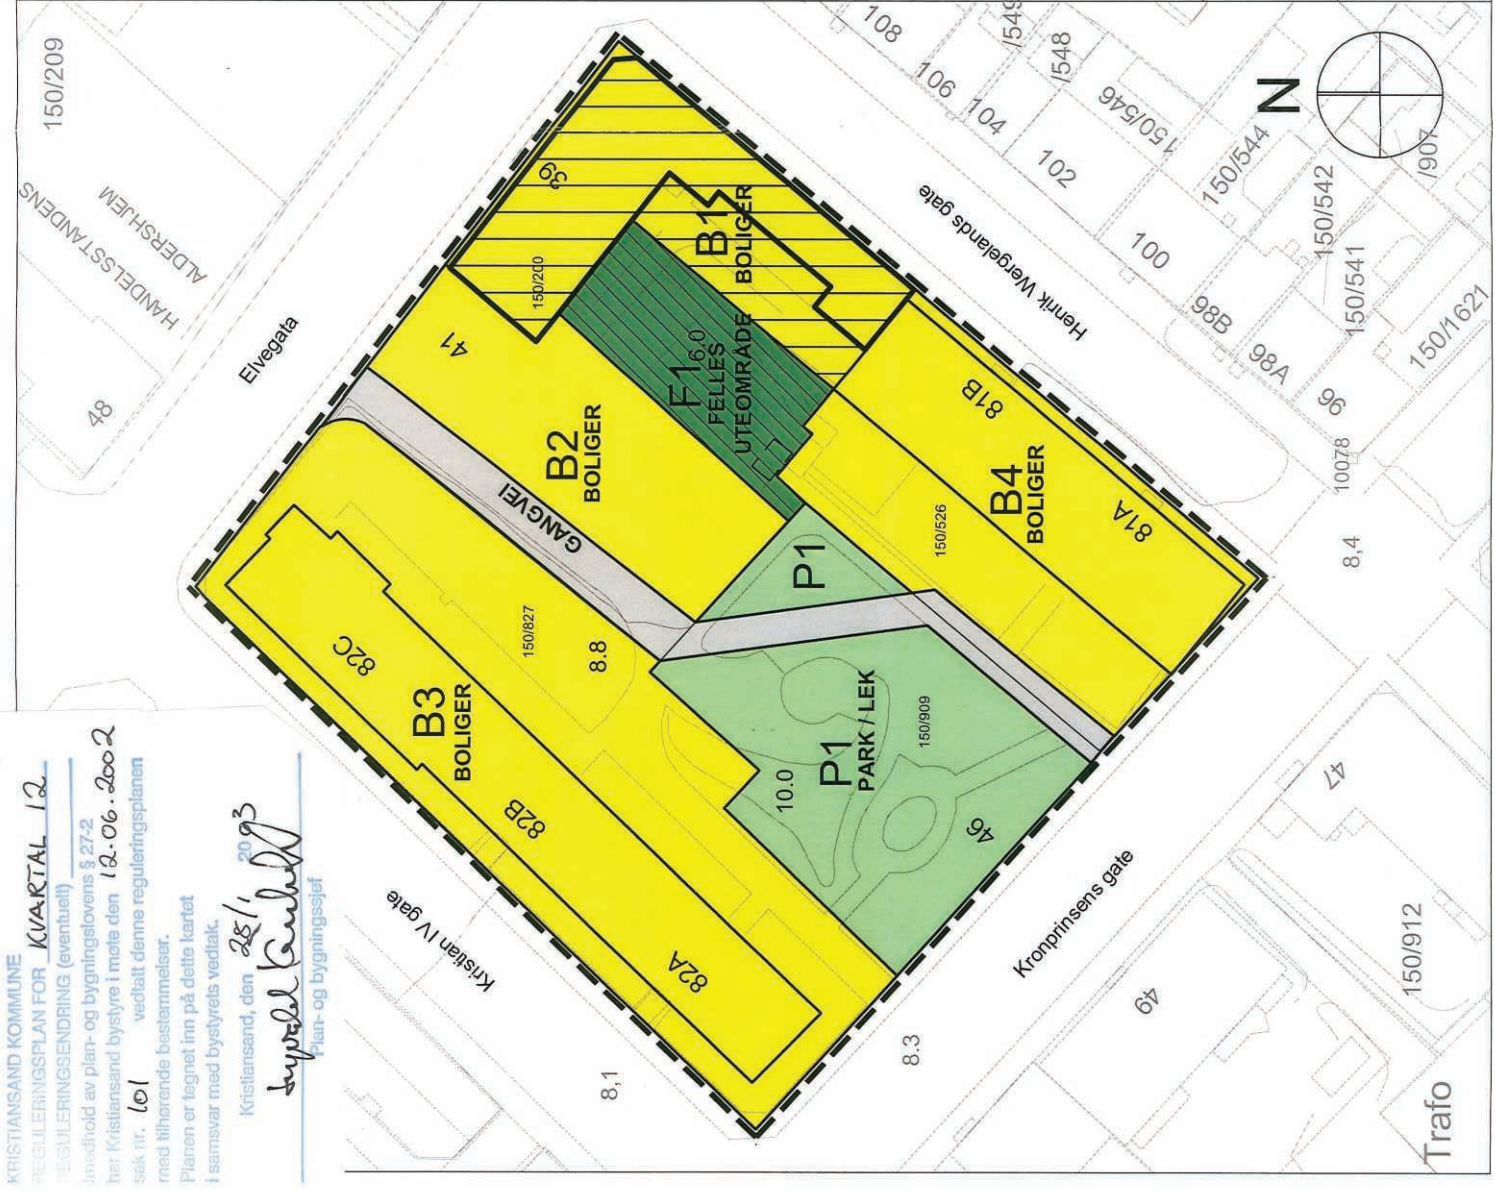 KRISTIANSAND KOMMUNE
REGULERINGSPLAN FOR KVARTAL 12
REGULERINGSENDRING (eventuelt)
I medhold av plan- og bygningslovens § 27-2
har Kristiansand bystyre i møte den 12.06.2002
sak nr. 101 vedtatt denne reguleringsplanen
med tilhørende bestemmelser.
Planen er tegnet inn på dette kartet
i samsvar med bystyrets vedtak.
Kristiansand, den 28/1. 20
Plan- og bygningssjef
150/209
HANDELSSTANDENS
ALDERSHJEM
48
Elvegata
108
106
104
102
100
98B
98A
96
/549
/548
150/546
150/544
150/542
150/541
150/1621
/907
N
Henrik Wergelands gate
39
150/200
B1
BOLIGER
41
B2
BOLIGER
F1
6.0
FELLES
UTEOMRÅDE
GANGVEI
82C
B3
BOLIGER
150/827
8.8
82B
82A
P1
P1
PARK / LEK
150/909
10.0
46
150/526
B4
BOLIGER
81B
81A
Kristian IV gate
Kronprinsens gate
8,1
8.3
8,4
10078
47
49
150/912
Trafo